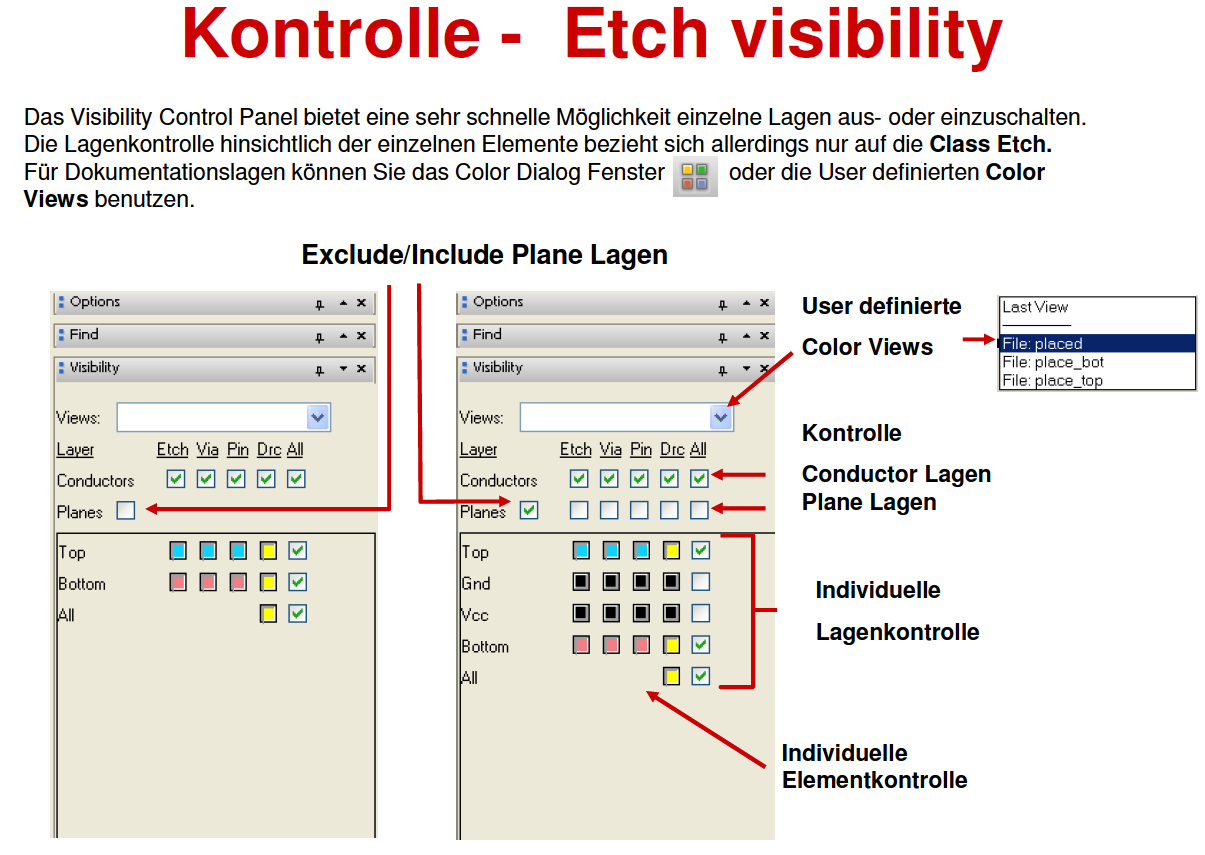 Kontrolle - Etch visibility
Das Visibility Control Panel bietet eine sehr schnelle Möglichkeit einzelne Lagen aus- oder einzuschalten.
Die Lagenkontrolle hinsichtlich der einzelnen Elemente bezieht sich allerdings nur auf die Class Etch.
Für Dokumentationslagen können Sie das Color Dialog Fenster oder die User definierten Color
Views benutzen.
Exclude/Include Plane Lagen
Options
Find
Visibility
Views:
Layer Etch Via Pin Drc All
Conductors
Planes
Top
Bottom
All
Options
Find
Visibility
Views:
Layer Etch Via Pin Drc All
Conductors
Planes
Top
Gnd
Vcc
Bottom
All
User definierte
Color Views
Last View
File: placed
File: place_bot
File: place_top
Kontrolle
Conductor Lagen
Plane Lagen
Individuelle
Lagenkontrolle
Individuelle
Elementkontrolle